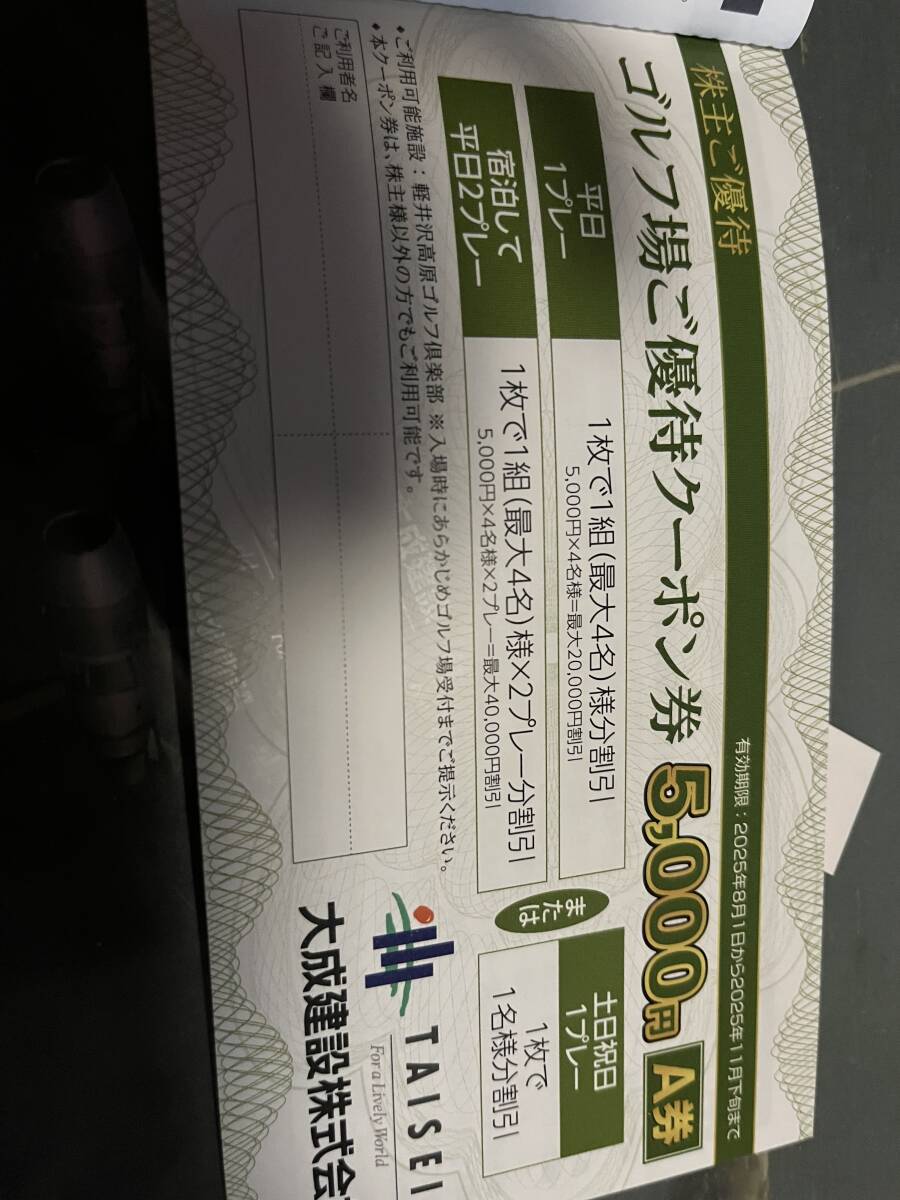 株主ご優待
有効期限：2025年8月1日から2025年11月下旬まで
ゴルフ場ご優待クーポン券 5,000円 A券
平日
1プレー
1枚で1組(最大4名)様分割引
5,000円×4名様=最大20,000円割引
宿泊して
平日2プレー
1枚で1組(最大4名)様×2プレー分割引
5,000円×4名様×2プレー=最大40,000円割引
または
土日祝日
1プレー
1枚で
1名様分割引
•ご利用可能施設：軽井沢高原ゴルフ倶楽部 ※入場時にあらかじめゴルフ場受付までご提示ください。
•本クーポン券は、株主様以外の方でもご利用可能です。
ご利用者名
ご記入欄
TAISEI
For a Lively World
大成建設株式会